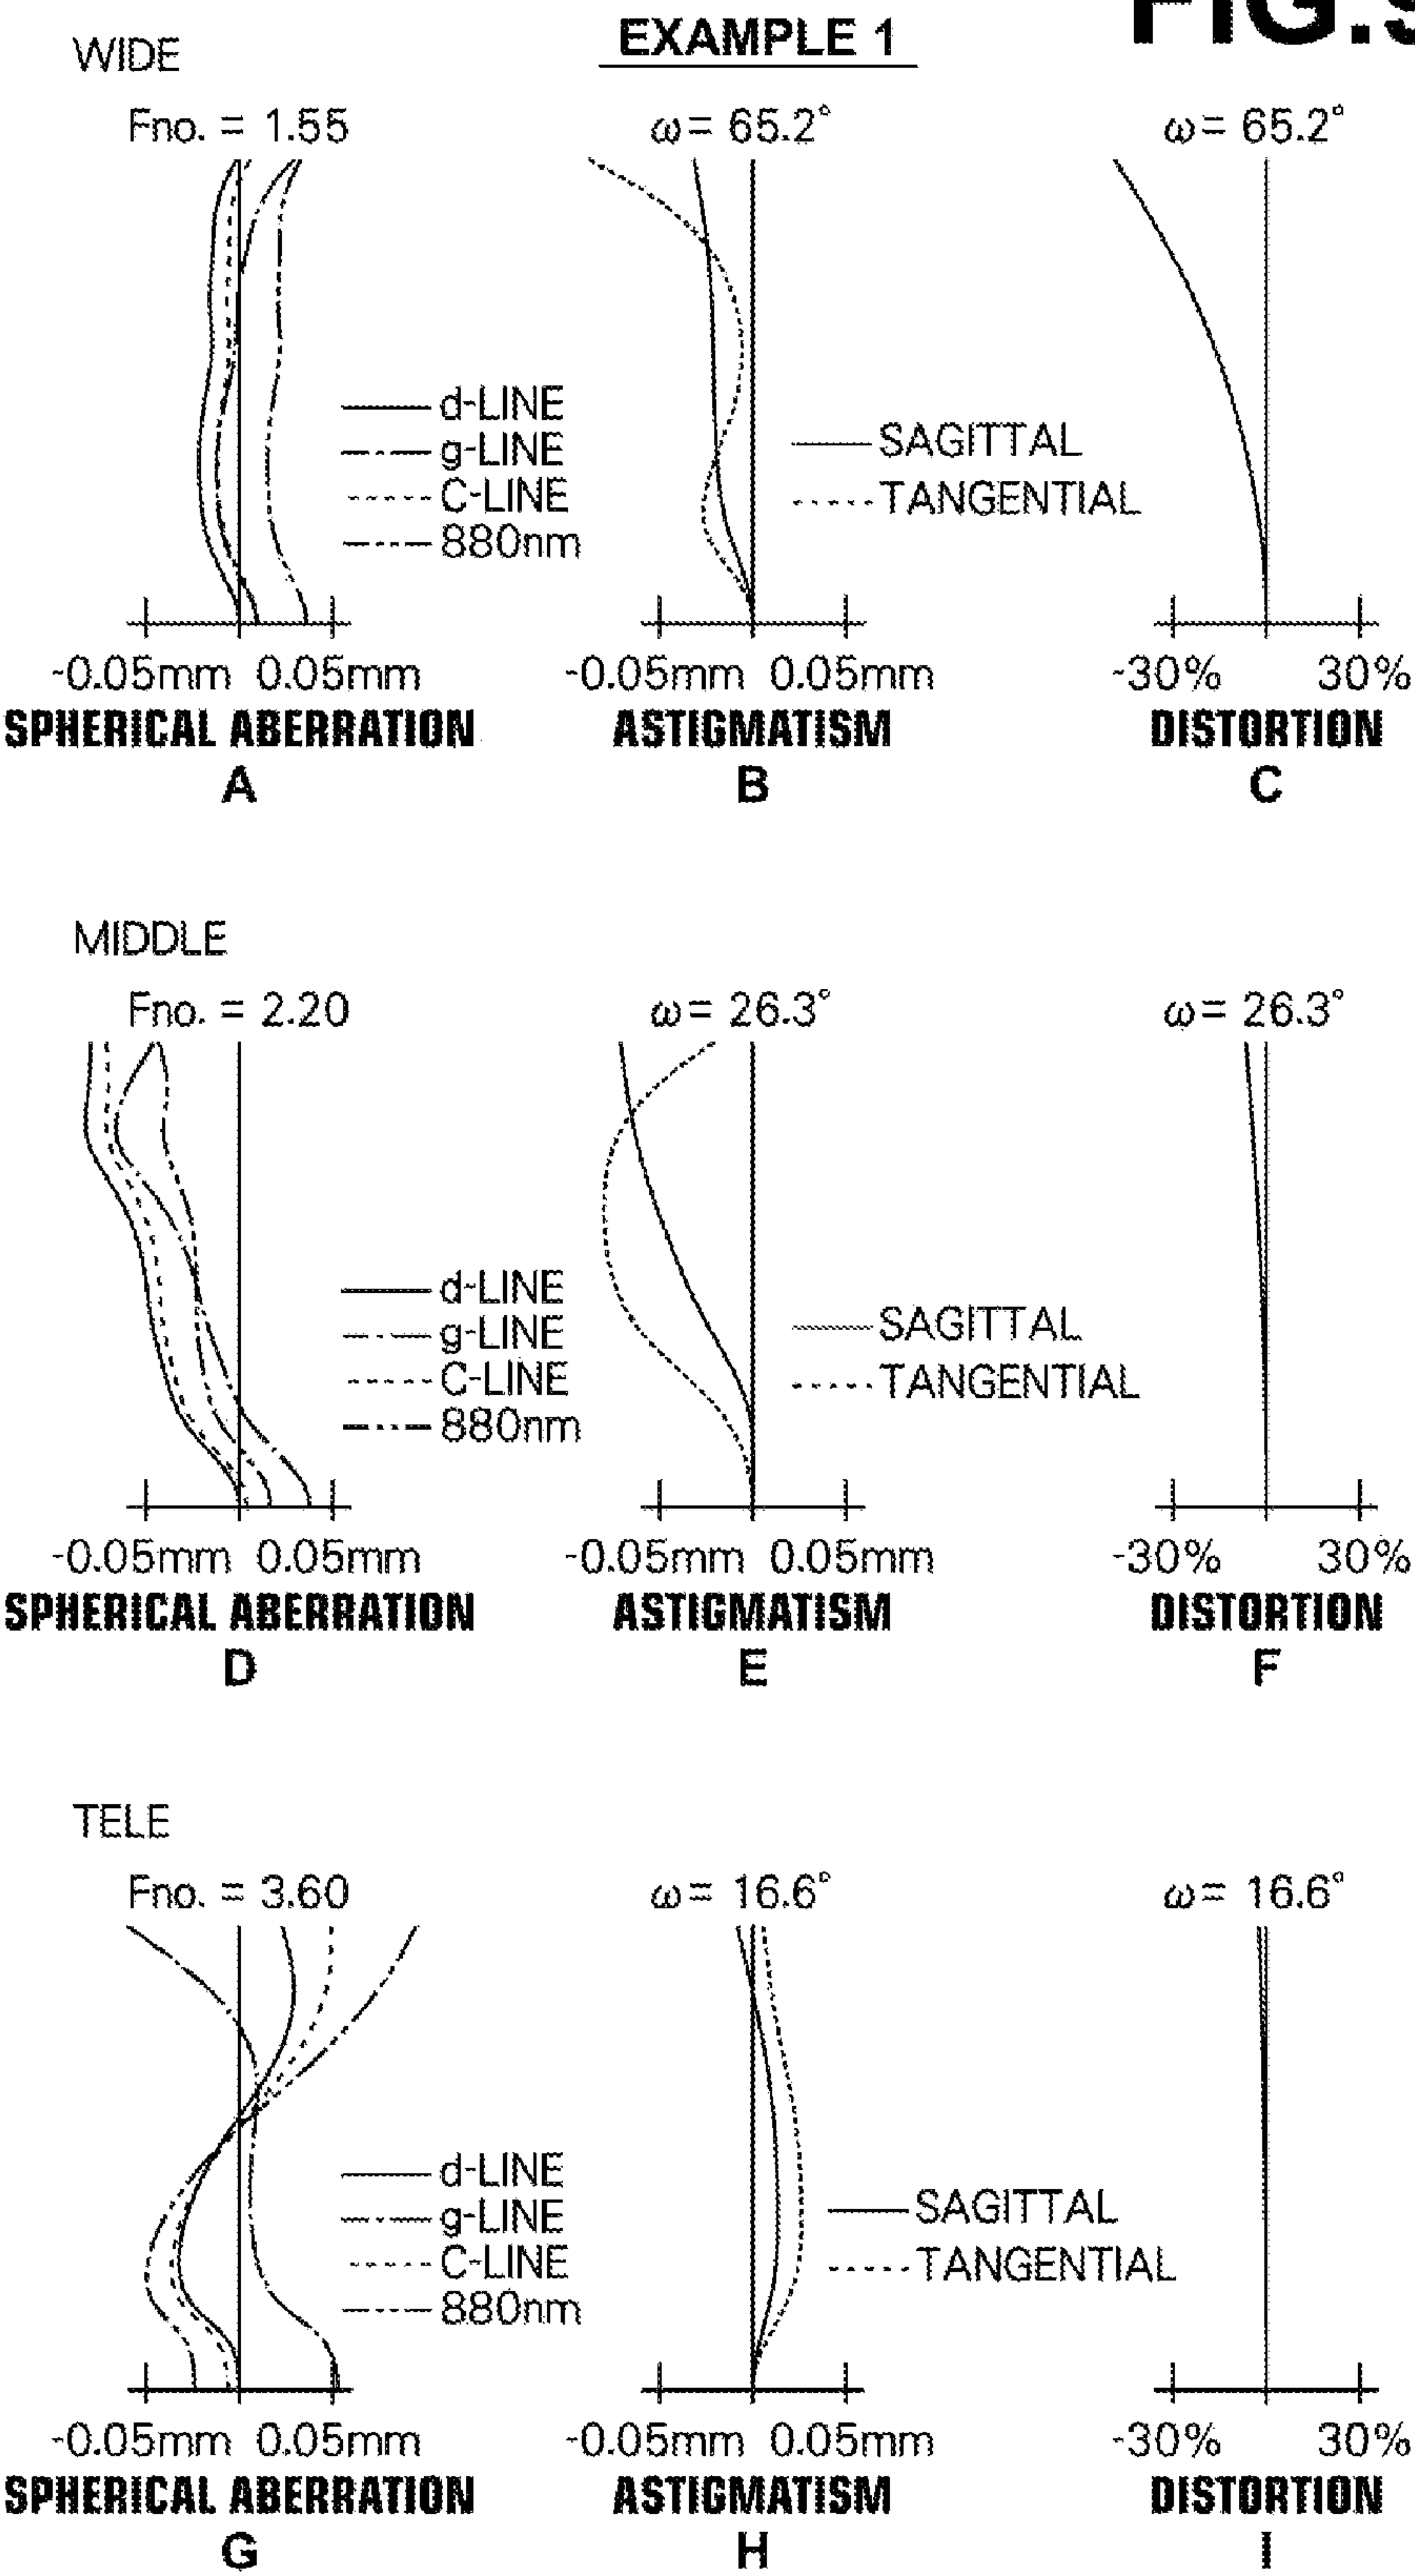 EXAMPLE 1
WIDE
Fno. = 1.55
ω= 65.2°
ω= 65.2°
d-LINE
g-LINE
C-LINE
880nm
SAGITTAL
TANGENTIAL
-0.05mm 0.05mm
-0.05mm 0.05mm
-30% 30%
SPHERICAL ABERRATION
ASTIGMATISM
DISTORTION
A
B
C
MIDDLE
Fno. = 2.20
ω= 26.3°
ω= 26.3°
d-LINE
g-LINE
C-LINE
880nm
SAGITTAL
TANGENTIAL
-0.05mm 0.05mm
-0.05mm 0.05mm
-30% 30%
SPHERICAL ABERRATION
ASTIGMATISM
DISTORTION
D
E
F
TELE
Fno. = 3.60
ω= 16.6°
ω= 16.6°
d-LINE
g-LINE
C-LINE
880nm
SAGITTAL
TANGENTIAL
-0.05mm 0.05mm
-0.05mm 0.05mm
-30% 30%
SPHERICAL ABERRATION
ASTIGMATISM
DISTORTION
G
H
I